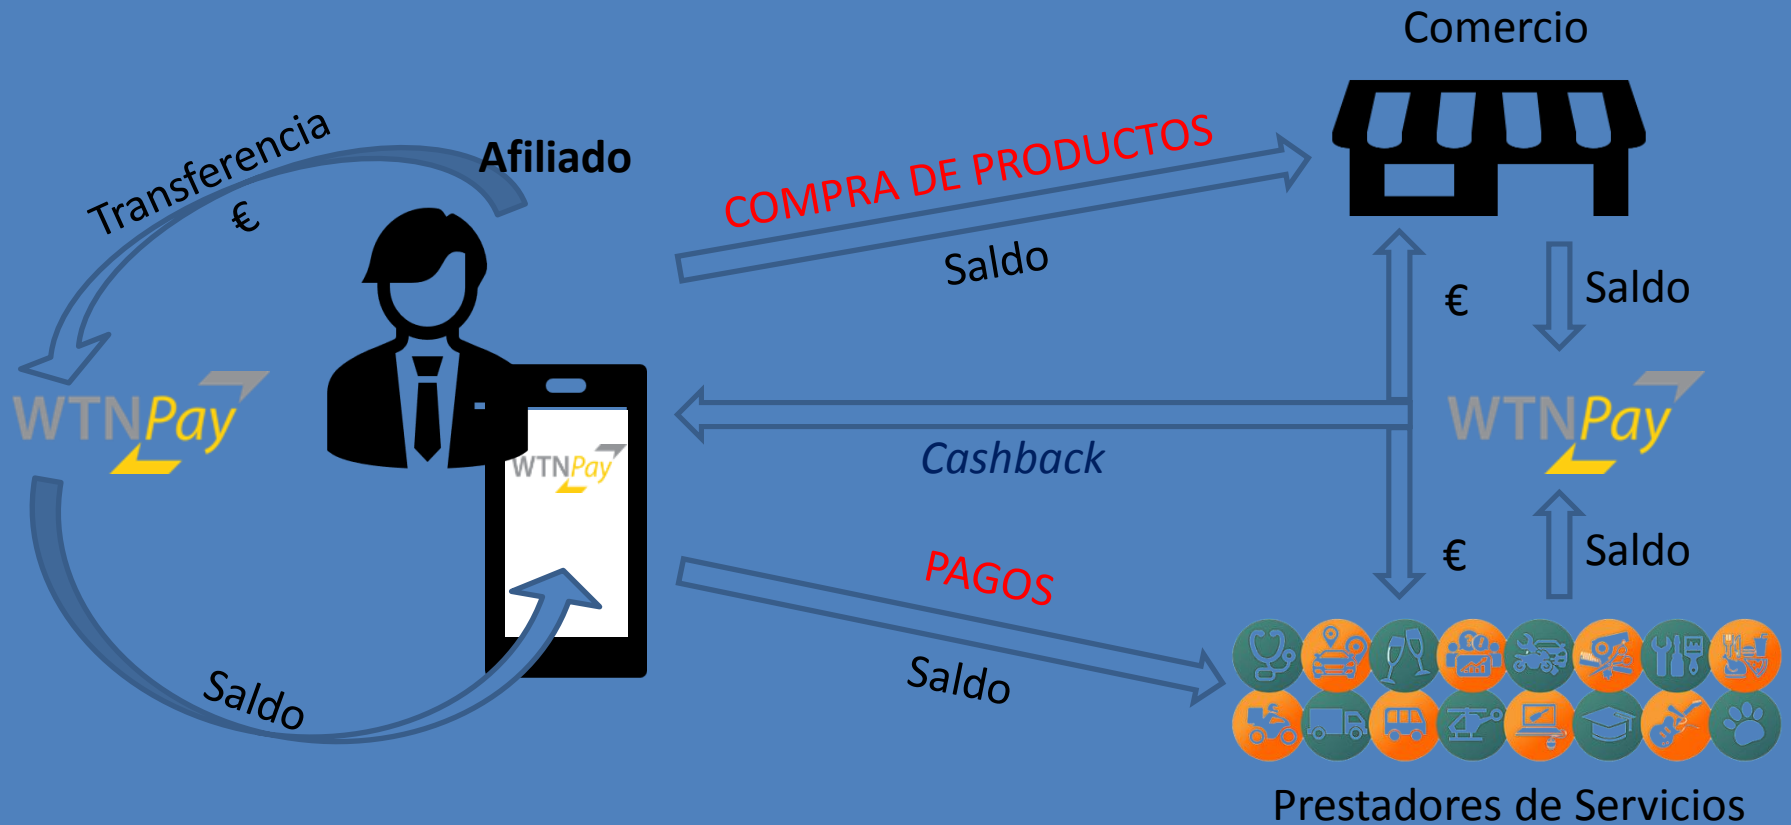 Comercio
Transferencia
€
Afiliado
COMPRA DE PRODUCTOS
Saldo
€
Saldo
WTNPay
WTNPay
WTNPay
Cashback
PAGOS
Saldo
€
Saldo
Saldo
Prestadores de Servicios